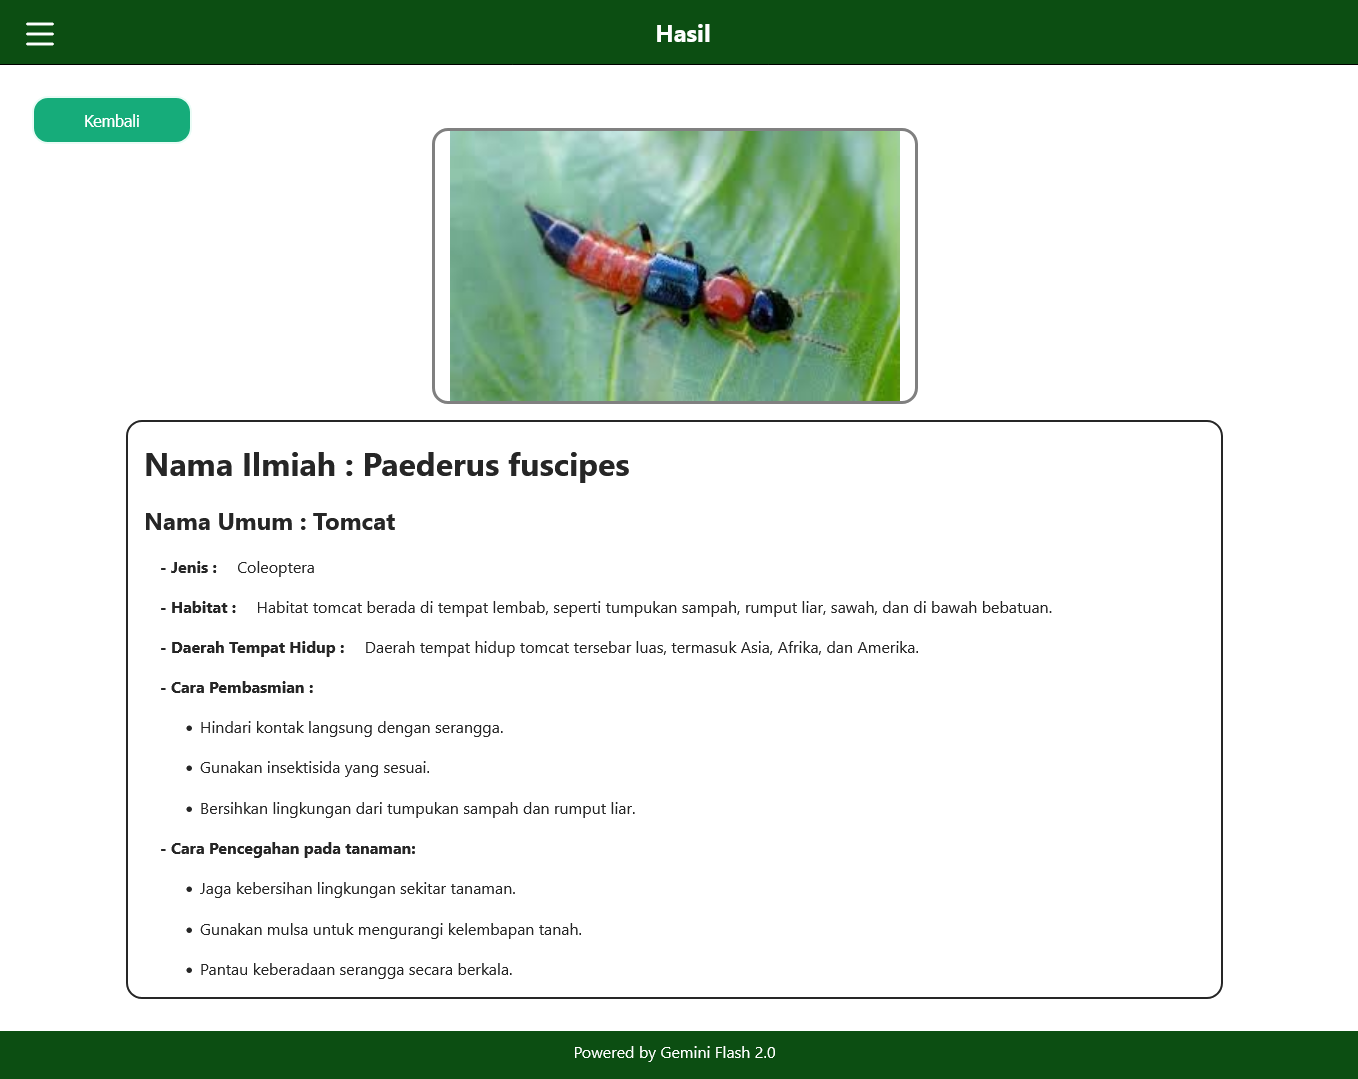 Hasil
Kembali
Nama Ilmiah : Paederus fuscipes
Nama Umum : Tomcat
- Jenis : Coleoptera
- Habitat : Habitat tomcat berada di tempat lembab, seperti tumpukan sampah, rumput liar, sawah, dan di bawah bebatuan.
- Daerah Tempat Hidup : Daerah tempat hidup tomcat tersebar luas, termasuk Asia, Afrika, dan Amerika.
- Cara Pembasmian :
• Hindari kontak langsung dengan serangga.
• Gunakan insektisida yang sesuai.
• Bersihkan lingkungan dari tumpukan sampah dan rumput liar.
- Cara Pencegahan pada tanaman:
• Jaga kebersihan lingkungan sekitar tanaman.
• Gunakan mulsa untuk mengurangi kelembapan tanah.
• Pantau keberadaan serangga secara berkala.
Powered by Gemini Flash 2.0